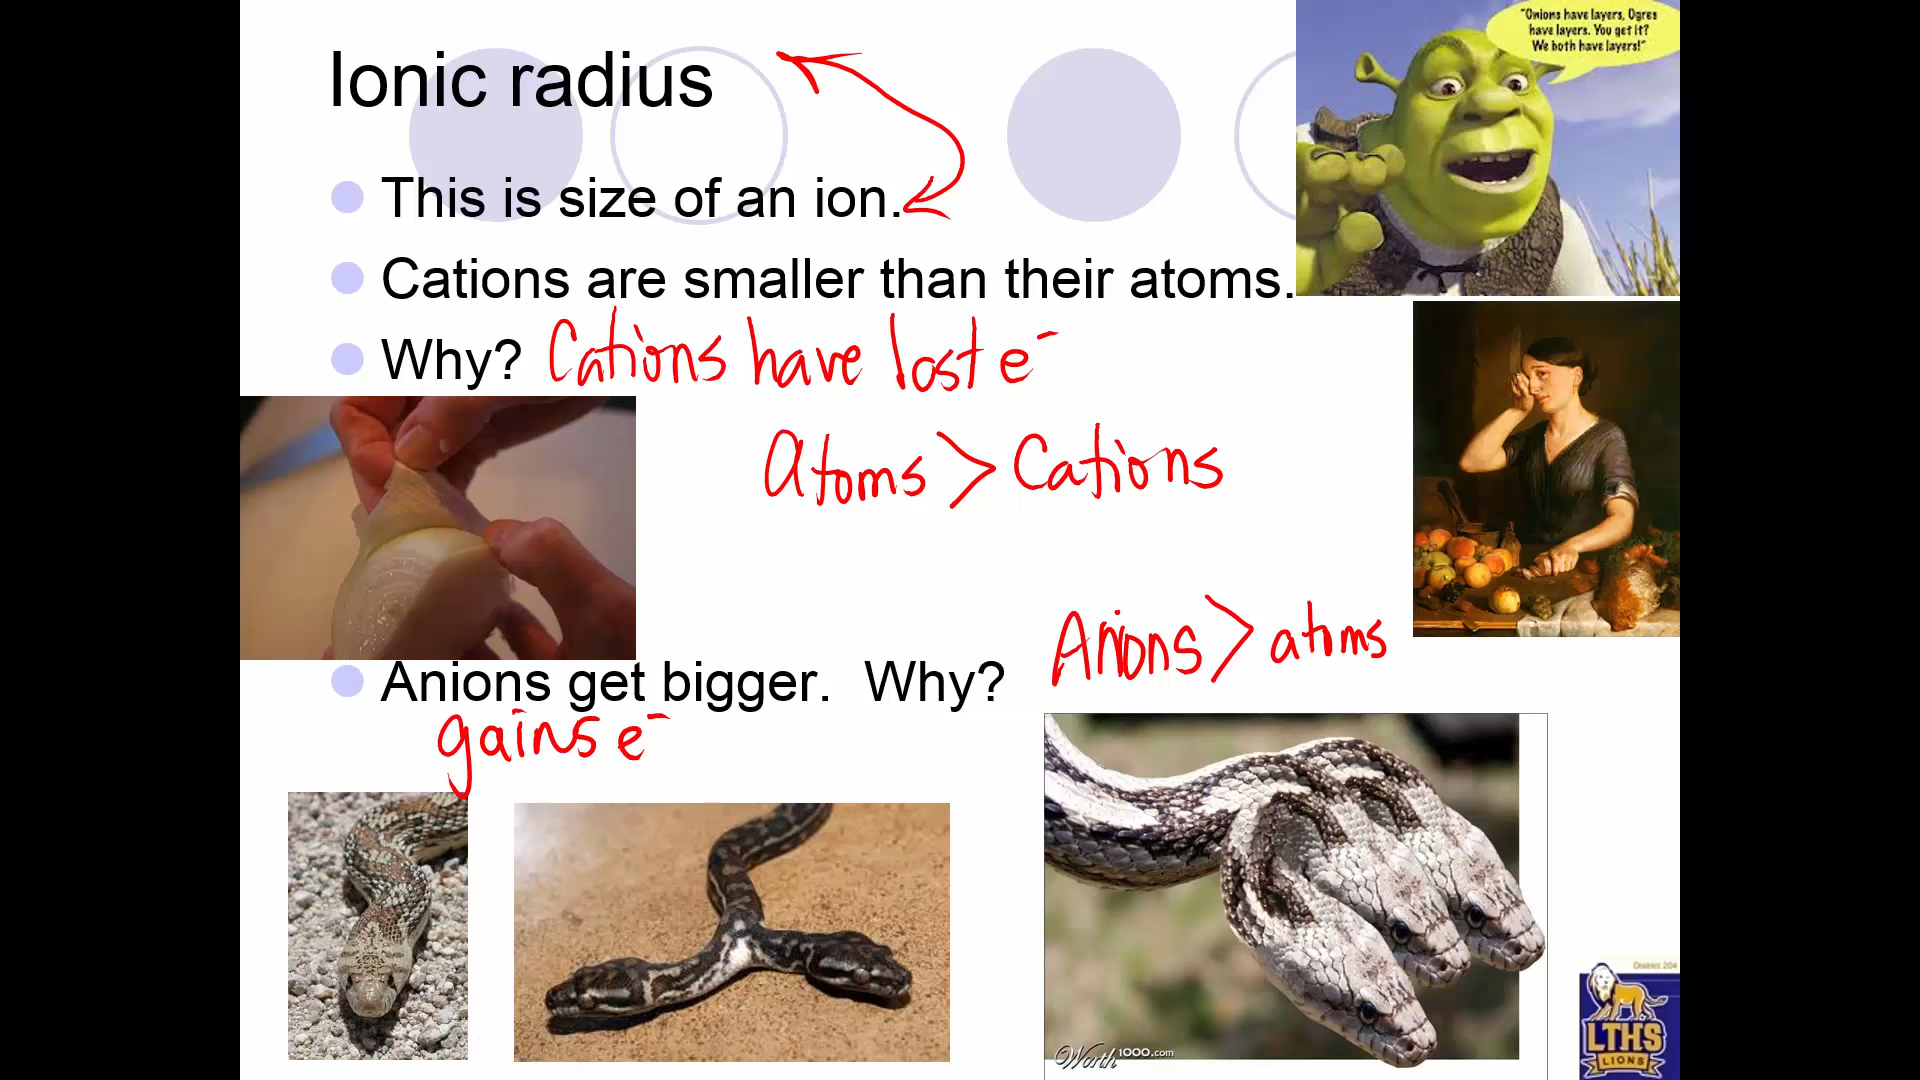 "Onions have layers, Ogres
have layers. You get it?
We both have layers!"
Ionic radius
This is size of an ion.
Cations are smaller than their atoms.
Why? Cations have lost e⁻
Atoms > Cations
Anions > atoms
Anions get bigger. Why?
gains e⁻
Worth1000.com
District 204
LTHS
LIONS